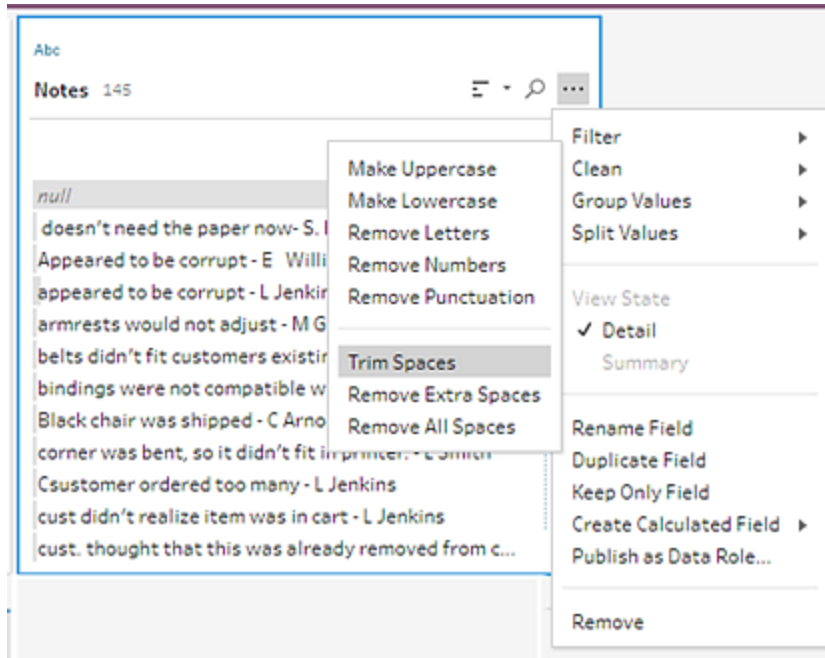 Abc
Notes 145
null
doesn't need the paper now- S.
Appeared to be corrupt - E Willi
appeared to be corrupt - L Jenkin
armrests would not adjust - M G
belts didn't fit customers existin
bindings were not compatible w
Black chair was shipped - C Arno
corner was bent, so it didn't fit in printer. - L Smith
Csustomer ordered too many - L Jenkins
cust didn't realize item was in cart - L Jenkins
cust. thought that this was already removed from c...
Make Uppercase
Make Lowercase
Remove Letters
Remove Numbers
Remove Punctuation
Trim Spaces
Remove Extra Spaces
Remove All Spaces
Filter
Clean
Group Values
Split Values
View State
✓ Detail
Summary
Rename Field
Duplicate Field
Keep Only Field
Create Calculated Field
Publish as Data Role...
Remove